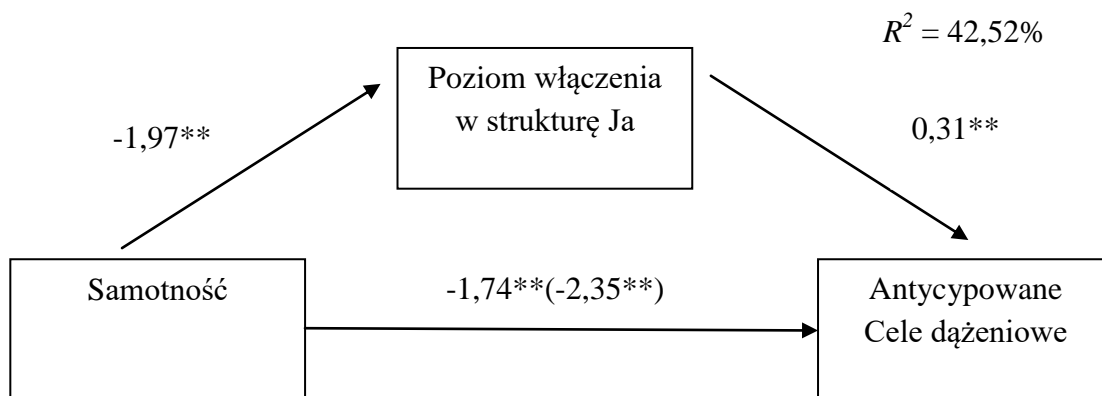 R² = 42,52%
Poziom włączenia
w strukturę Ja
-1,97**
0,31**
Samotność
-1,74**(-2,35**)
Antycypowane
Cele dążeniowe